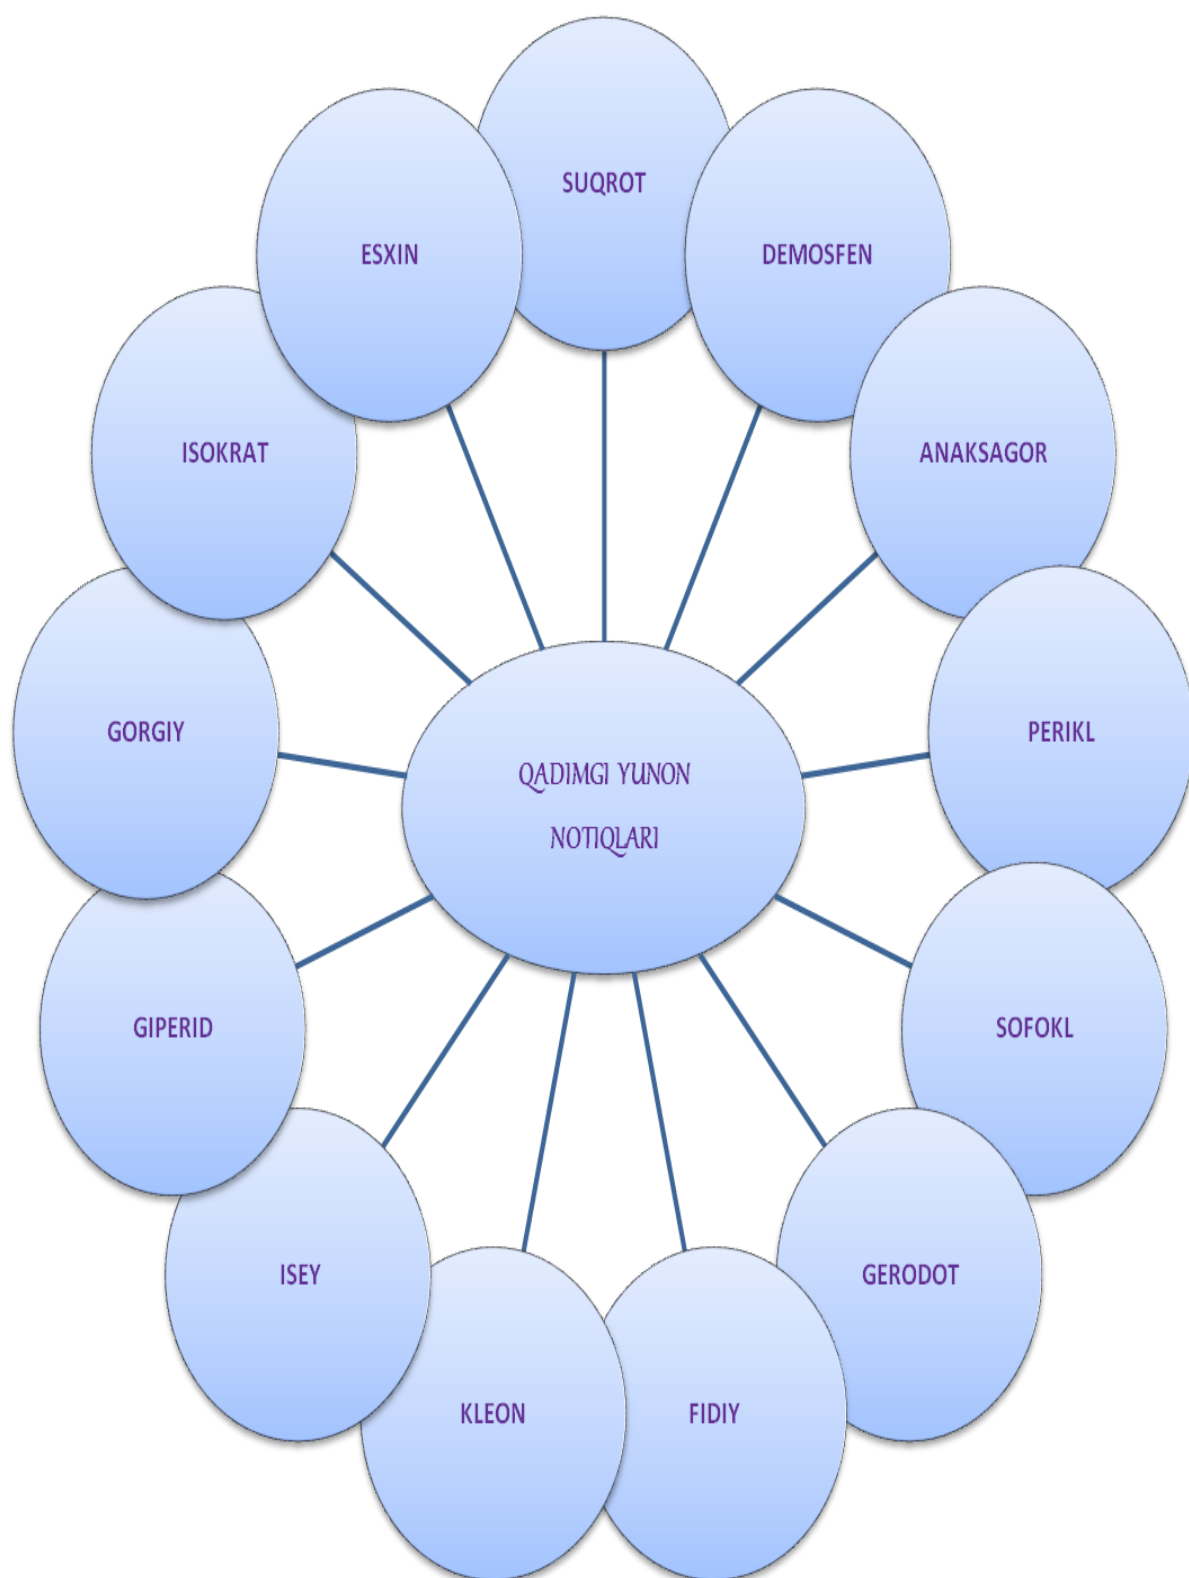 SUQROT
ESXIN
DEMOSFEN
ISOKRAT
ANAKSAGOR
GORGIY
PERIKL
QADIMGI YUNON
NOTIQLARI
GIPERID
SOFOKL
ISEY
GERODOT
KLEON
FIDIY